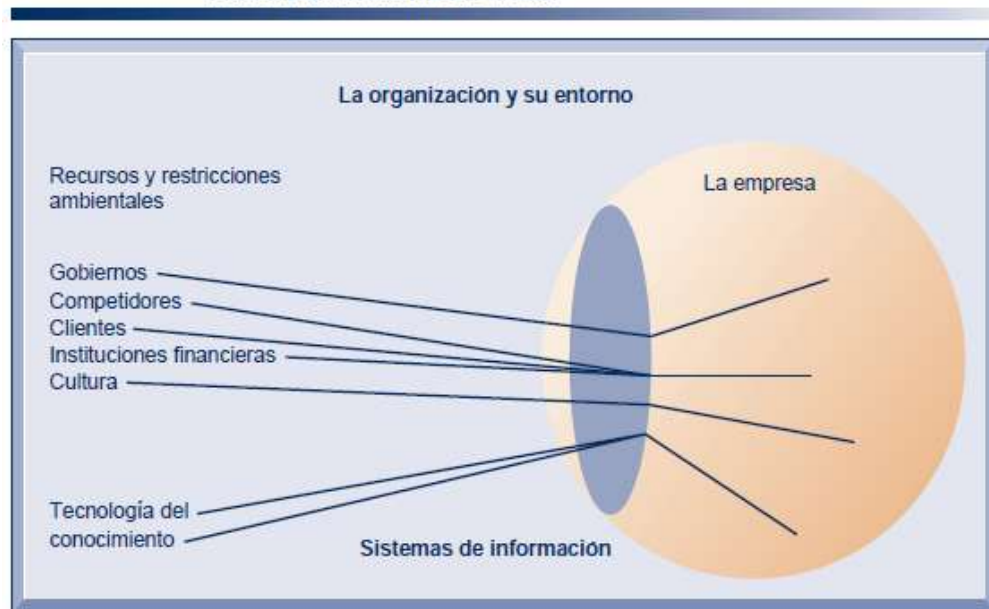 La organización y su entorno
Recursos y restricciones
ambientales
La empresa
Gobiernos
Competidores
Clientes
Instituciones financieras
Cultura
Tecnología del
conocimiento
Sistemas de información